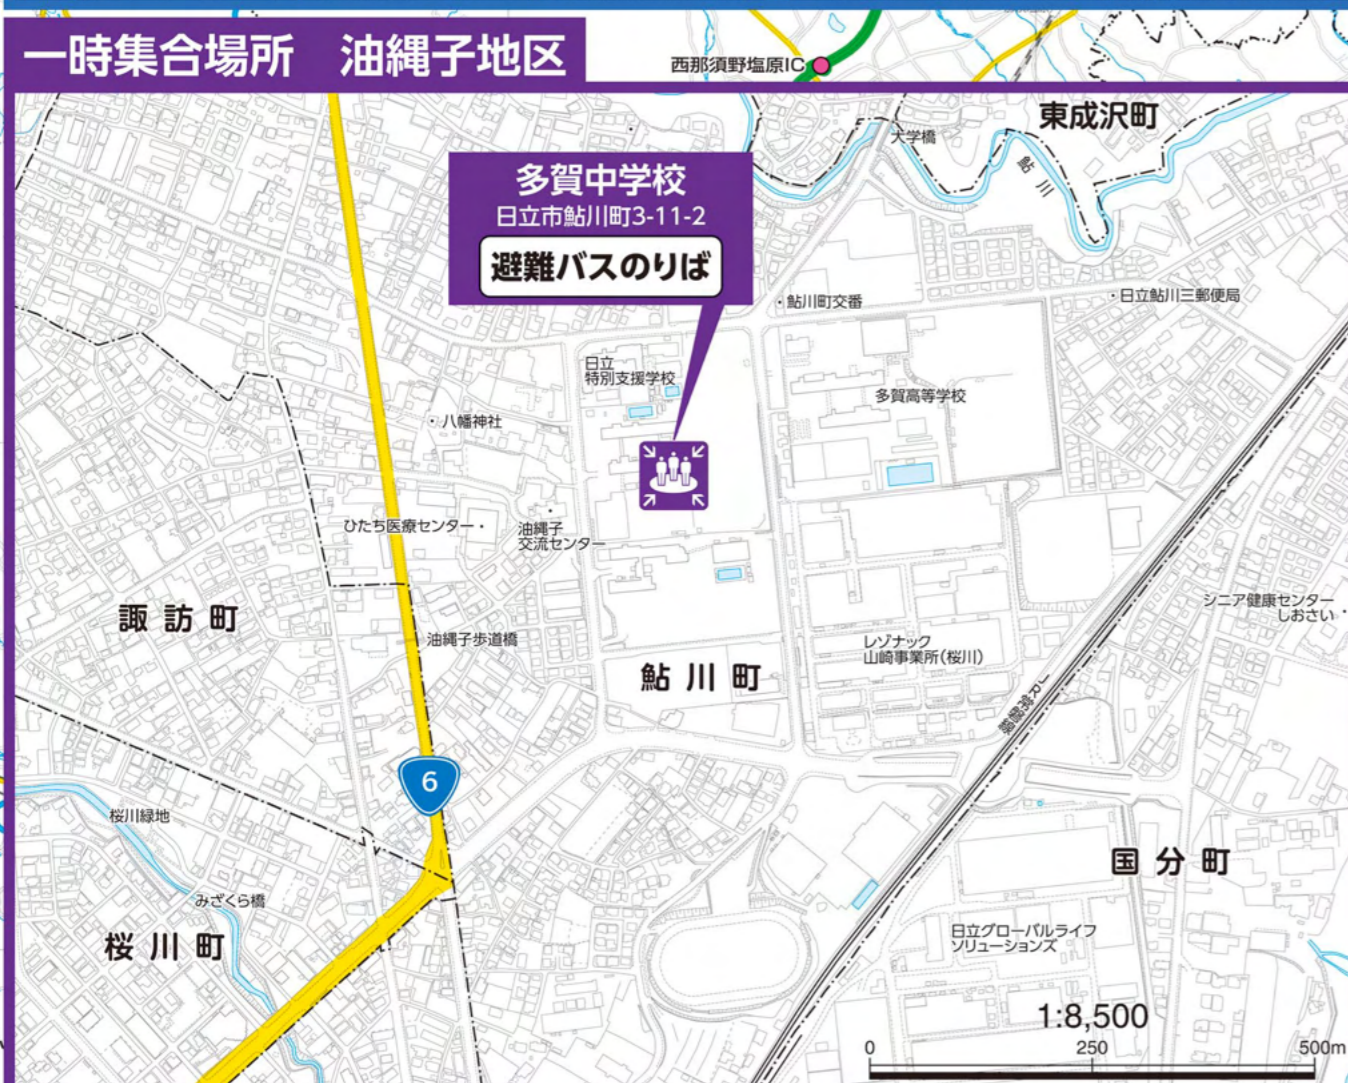 一時集合場所　油縄子地区
西那須野塩原IC
東成沢町
大学橋
鮎川
多賀中学校
日立市鮎川町3-11-2
避難バスのりば
鮎川町交番
日立鮎川三郵便局
日立
特別支援学校
多賀高等学校
八幡神社
ひたち医療センター
油縄子
交流センター
シニア健康センター
しおさい
諏訪町
油縄子歩道橋
レゾナック
山崎事業所(桜川)
鮎川町
JR常磐線
6
桜川緑地
国分町
みざくら橋
桜川町
日立グローバルライフ
ソリューションズ
1:8,500
0 250 500m